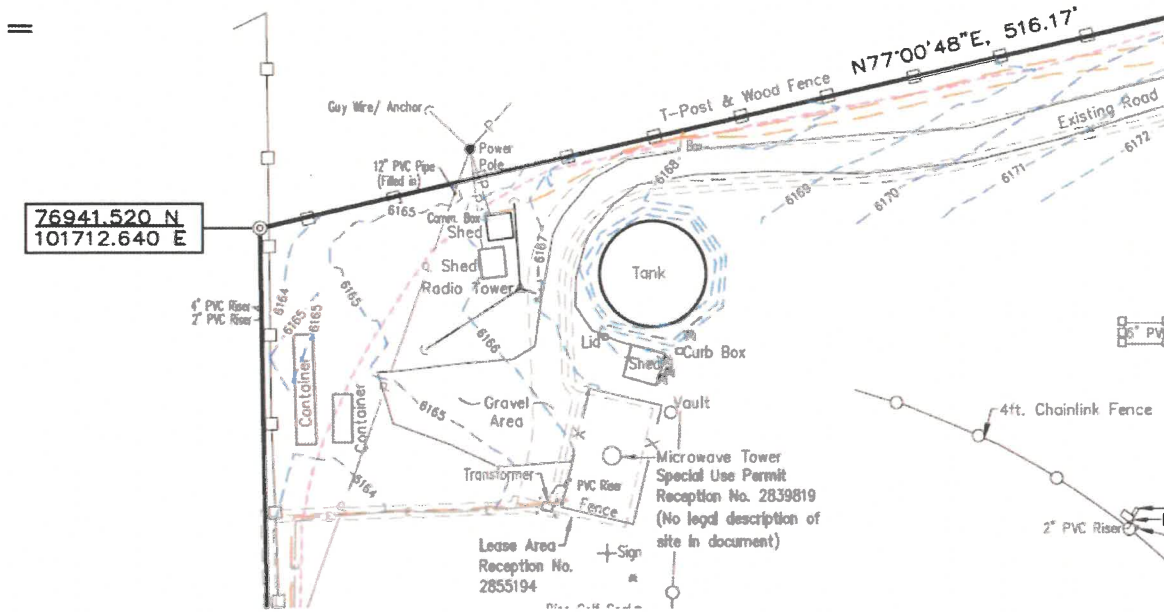 N77°00'48"E, 516.17'
T-Post & Wood Fence
Existing Road
Guy Wire/ Anchor
Power
Pole
12" PVC Pipe
(Filled in)
Box
6168
6169
6170
6171
6172
6165
76941.520 N
101712.640 E
Comm. Box
Shed
6167
Shed
Radio Tower
Tank
6164
6165
6165
6165
4" PVC Riser
2" PVC Riser
6166
Lid
Curb Box
Shed
6" PV
Container
Container
6165
Gravel
Area
Vault
X
X
4ft. Chainlink Fence
Microwave Tower
Special Use Permit
Reception No. 2839819
(No legal description of
site in document)
Transformer
PVC Riser
Fence
6164
2" PVC Riser
Lease Area
Reception No.
2855194
Sign